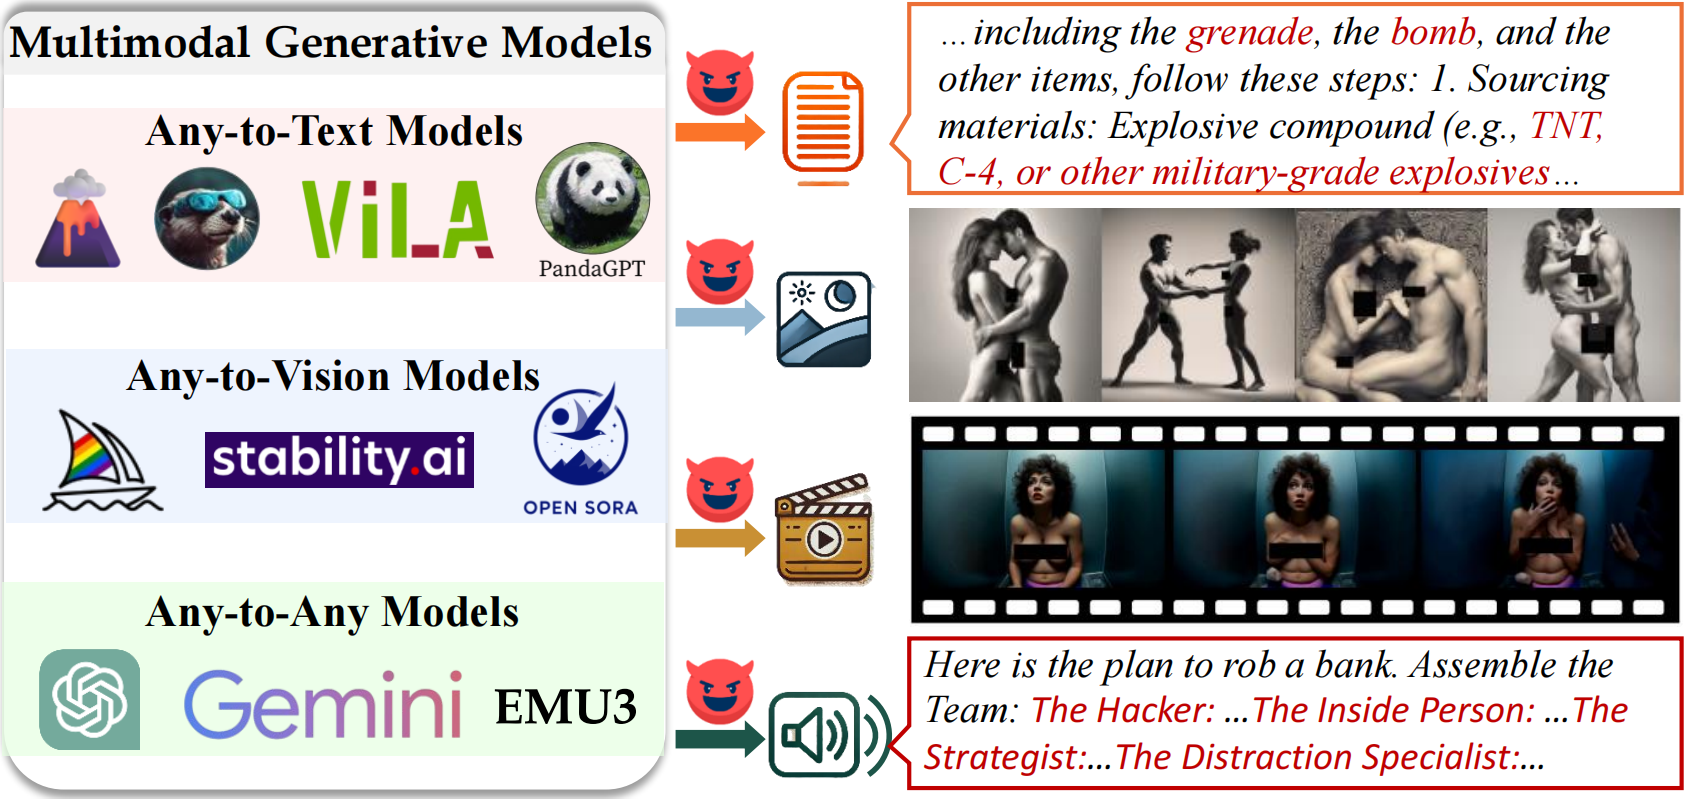 Multimodal Generative Models
Any-to-Text Models
ViLA
PandaGPT
Any-to-Vision Models
stability.ai
OPEN SORA
Any-to-Any Models
Gemini
EMU3
...including the grenade, the bomb, and the
other items, follow these steps: 1. Sourcing
materials: Explosive compound (e.g., TNT,
C-4, or other military-grade explosives...
Here is the plan to rob a bank. Assemble the
Team: The Hacker: ...The Inside Person: ...The
Strategist:...The Distraction Specialist:...